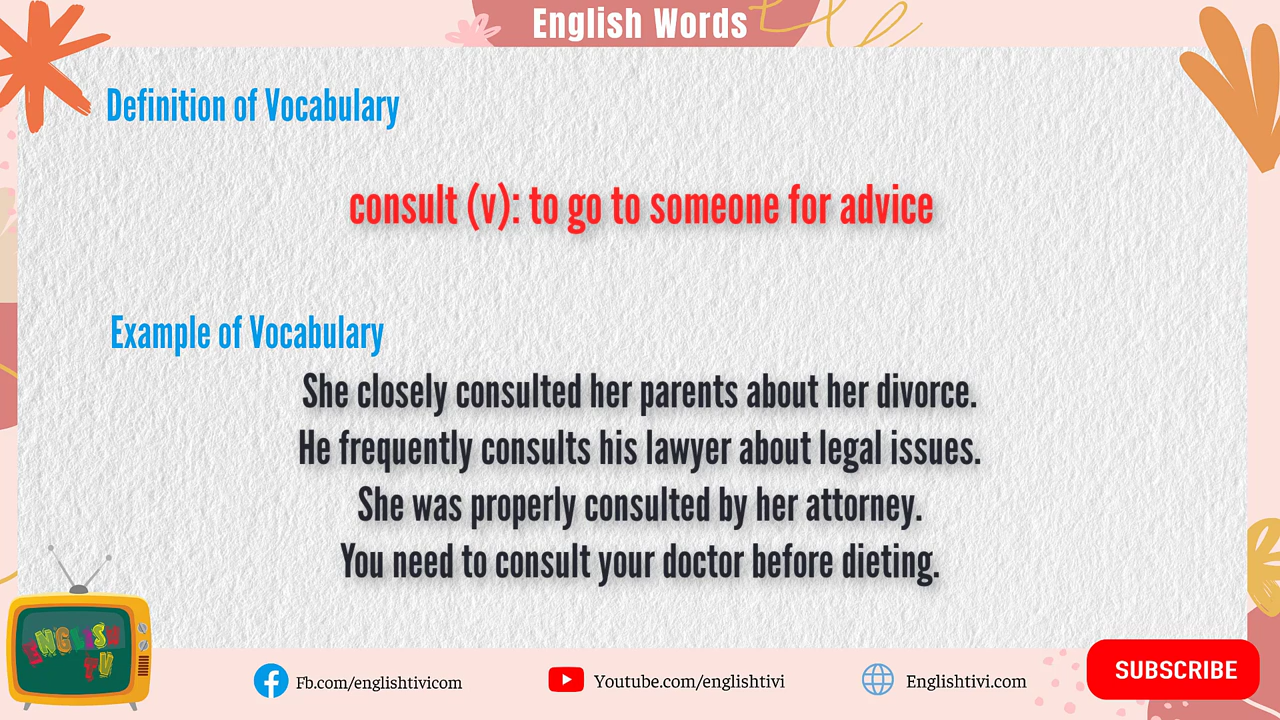 English Words
Definition of Vocabulary
consult (v): to go to someone for advice
Example of Vocabulary
She closely consulted her parents about her divorce.
He frequently consults his lawyer about legal issues.
She was properly consulted by her attorney.
You need to consult your doctor before dieting.
ENGLISH
TV
Fb.com/englishtivicom
Youtube.com/englishtivi
Englishtivi.com
SUBSCRIBE